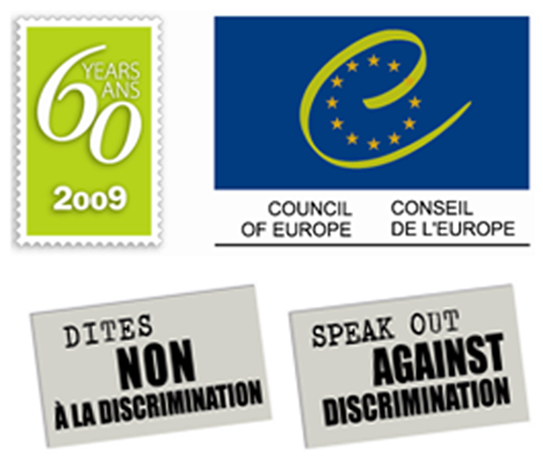 60
YEARS
ANS
2009
COUNCIL
OF EUROPE
CONSEIL
DE L'EUROPE
DITES
NON
À LA DISCRIMINATION
SPEAK OUT
AGAINST
DISCRIMINATION